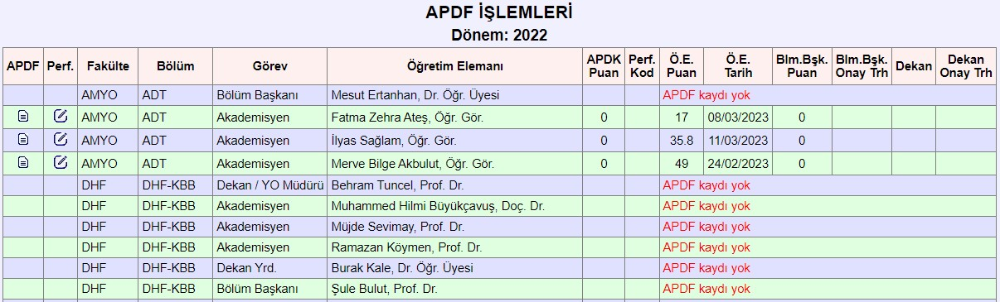 APDF İŞLEMLERİ
Dönem: 2022
APDF Perf. Fakülte Bölüm Görev Öğretim Elemanı APDK Puan Perf. Kod Ö.E. Puan Ö.E. Tarih Blm.Bşk. Puan Blm.Bşk. Onay Trh Dekan Dekan Onay Trh
AMYO ADT Bölüm Başkanı Mesut Ertanhan, Dr. Öğr. Üyesi APDF kaydı yok
AMYO ADT Akademisyen Fatma Zehra Ateş, Öğr. Gör. 0 17 08/03/2023 0
AMYO ADT Akademisyen İlyas Sağlam, Öğr. Gör. 0 35.8 11/03/2023 0
AMYO ADT Akademisyen Merve Bilge Akbulut, Öğr. Gör. 0 49 24/02/2023 0
DHF DHF-KBB Dekan / YO Müdürü Behram Tuncel, Prof. Dr. APDF kaydı yok
DHF DHF-KBB Akademisyen Muhammed Hilmi Büyükçavuş, Doç. Dr. APDF kaydı yok
DHF DHF-KBB Akademisyen Müjde Sevimay, Prof. Dr. APDF kaydı yok
DHF DHF-KBB Akademisyen Ramazan Köymen, Prof. Dr. APDF kaydı yok
DHF DHF-KBB Dekan Yrd. Burak Kale, Dr. Öğr. Üyesi APDF kaydı yok
DHF DHF-KBB Bölüm Başkanı Şule Bulut, Prof. Dr. APDF kaydı yok